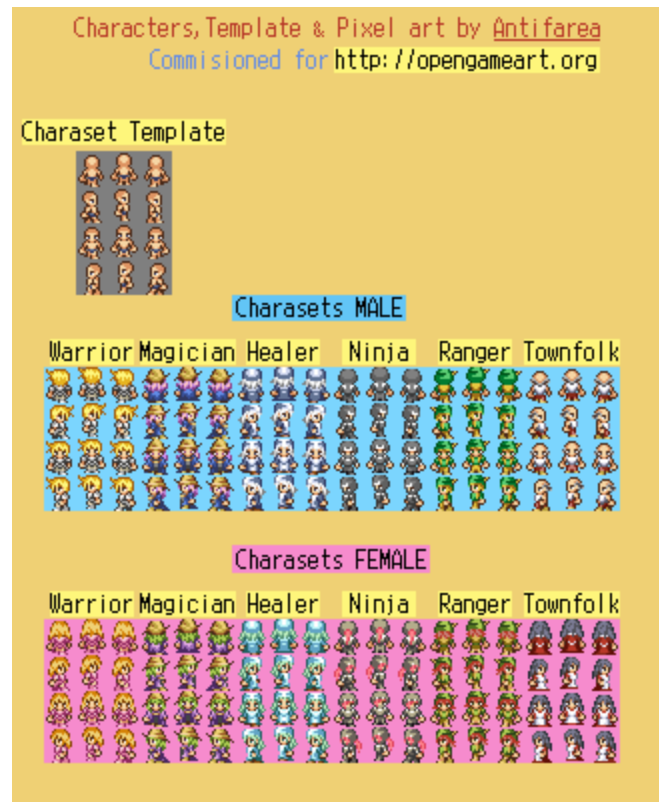 Characters,Template & Pixel art by Antifarea
Commisioned for http://opengameart.org
Charaset Template
Charasets MALE
Warrior Magician Healer Ninja Ranger Townfolk
Charasets FEMALE
Warrior Magician Healer Ninja Ranger Townfolk